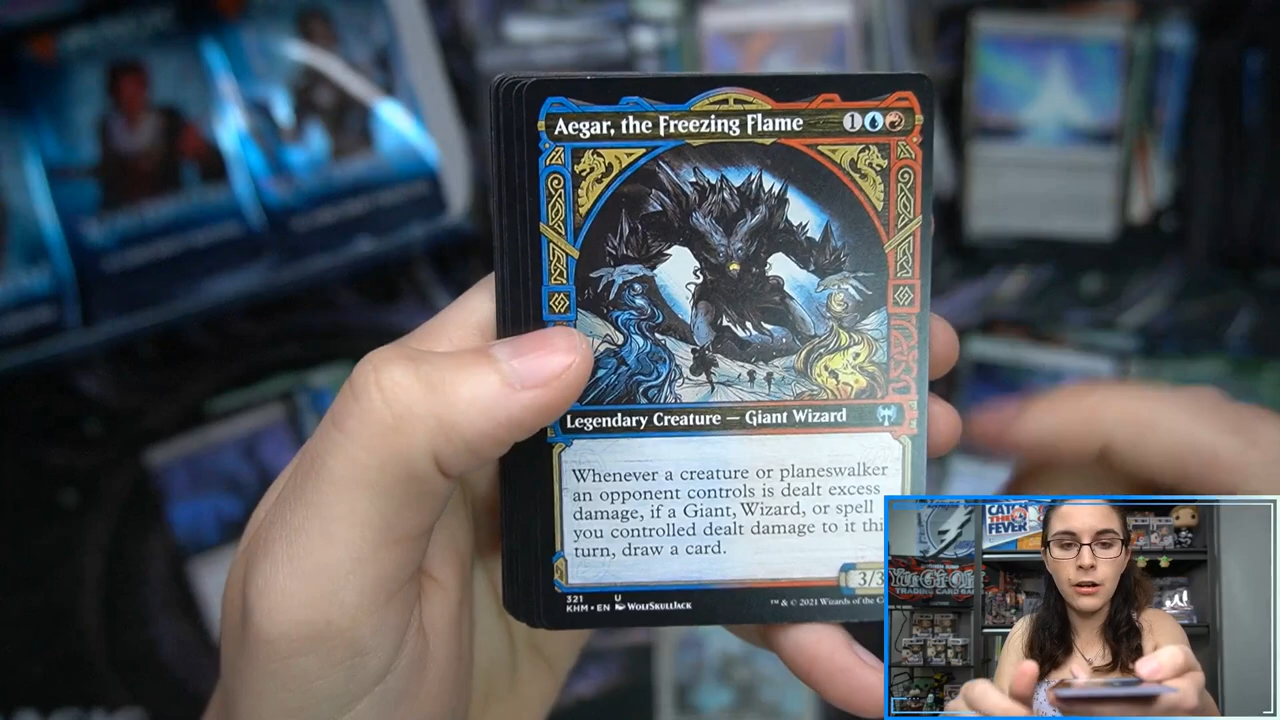 Aegar, the Freezing Flame 1
Legendary Creature — Giant Wizard
Whenever a creature or planeswalker
an opponent controls is dealt excess
damage, if a Giant, Wizard, or spell
you controlled dealt damage to it thi
turn, draw a card.
3/3
321 U
KHM • EN WolfSkullJack
™ & © 2021 Wizards of the C
CATCH
THE
FEVER
Yu-Gi-Oh!
TRADING CARD GAME